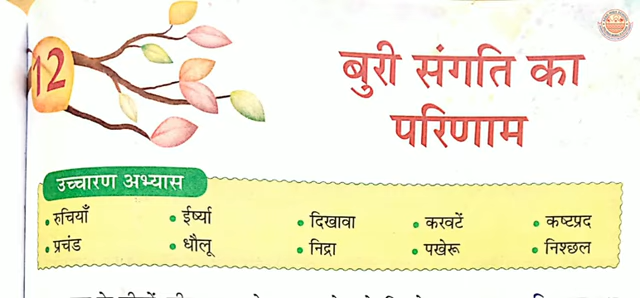 12
बुरी संगति का
परिणाम
उच्चारण अभ्यास
• रुचियाँ • ईर्ष्या • दिखावा • करवटें • कष्टप्रद
• प्रचंड • धौलू • निद्रा • पखेरू • निश्छल